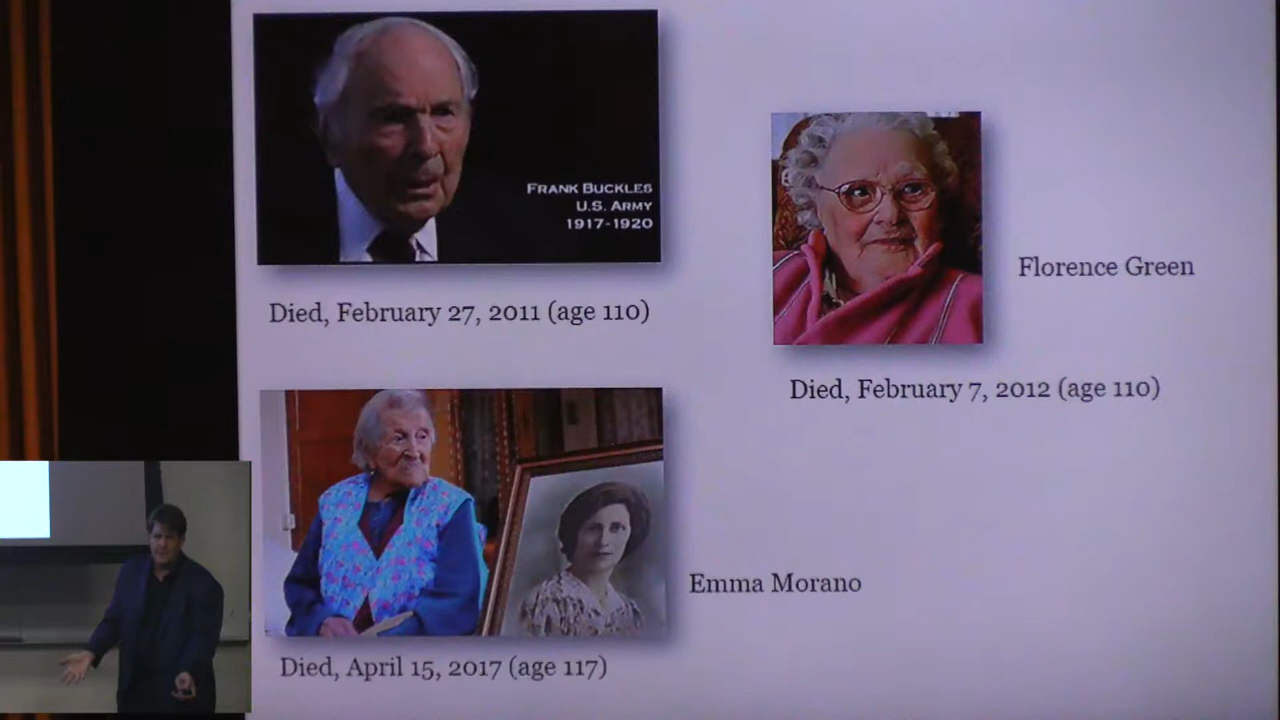 FRANK BUCKLES
U.S. ARMY
1917-1920
Died, February 27, 2011 (age 110)
Florence Green
Died, February 7, 2012 (age 110)
Emma Morano
Died, April 15, 2017 (age 117)